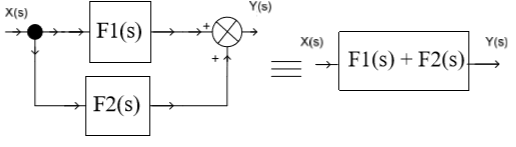 X(s)
F1(s)
+
Y(s)
+
F2(s)
X(s)
F1(s) + F2(s)
Y(s)